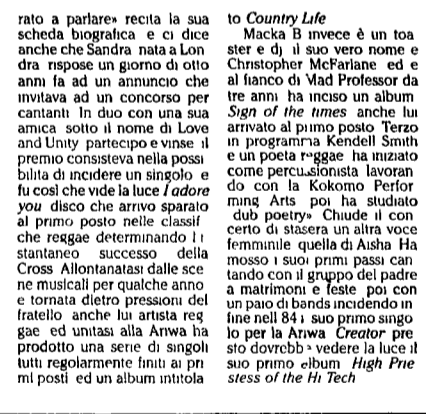 rato a parlare» recita la sua
scheda biografica e ci dice
anche che Sandra nata a Lon
dra rispose un giorno di otto
anni fa ad un annuncio che
invitava ad un concorso per
cantanti In duo con una sua
amica sotto il nome di Love
and Unity partecipo e vinse il
premio consisteva nella possi
bilita di incidere un singolo e
fu così che vide la luce I adore
you disco che arrivo sparato
al primo posto nelle classif
che reggae determinando l i
stantaneo successo della
Cross Allontanatasi dalle sce
ne musicali per qualche anno
e tornata dietro pressioni del
fratello anche lui artista reg
gae ed unitasi alla Ariwa ha
prodotto una serie di singoli
tutti regolarmente finiti ai pri
mi posti ed un album intitola
to Country Life
Macka B invece è un toa
ster e dj il suo vero nome e
Christopher McFarlane ed e
al fianco di Mad Professor da
tre anni ha inciso un album
Sign of the times anche lui
arrivato al primo posto Terzo
in programma Kendell Smith
e un poeta reggae ha iniziato
come percussionista lavoran
do con la Kokomo Perfor
ming Arts poi ha studiato
dub poetry» Chiude il con
certo di stasera un altra voce
femminile quella di Aisha Ha
mosso i suoi primi passi can
tando con il gruppo del padre
a matrimoni e feste poi con
un paio di bands incidendo in
fine nell 84 il suo primo singo
lo per la Ariwa Creator pre
sto dovrebbe vedere la luce il
suo primo album High Prie
stess of the Hi Tech